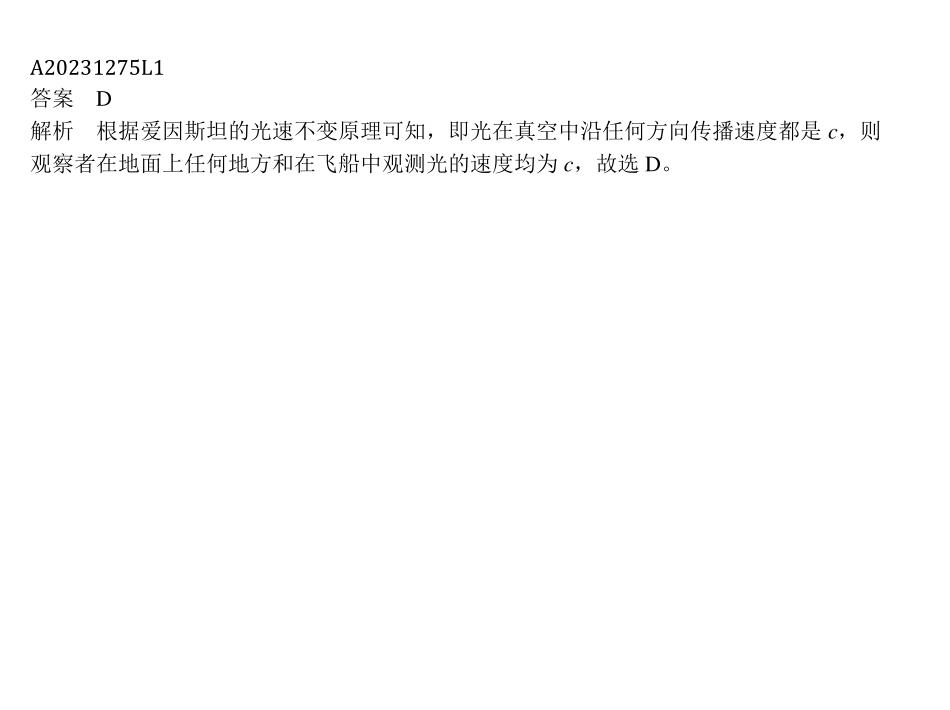 A20231275L1
答案 D
解析 根据爱因斯坦的光速不变原理可知，即光在真空中沿任何方向传播速度都是 c，则
观察者在地面上任何地方和在飞船中观测光的速度均为 c，故选 D。